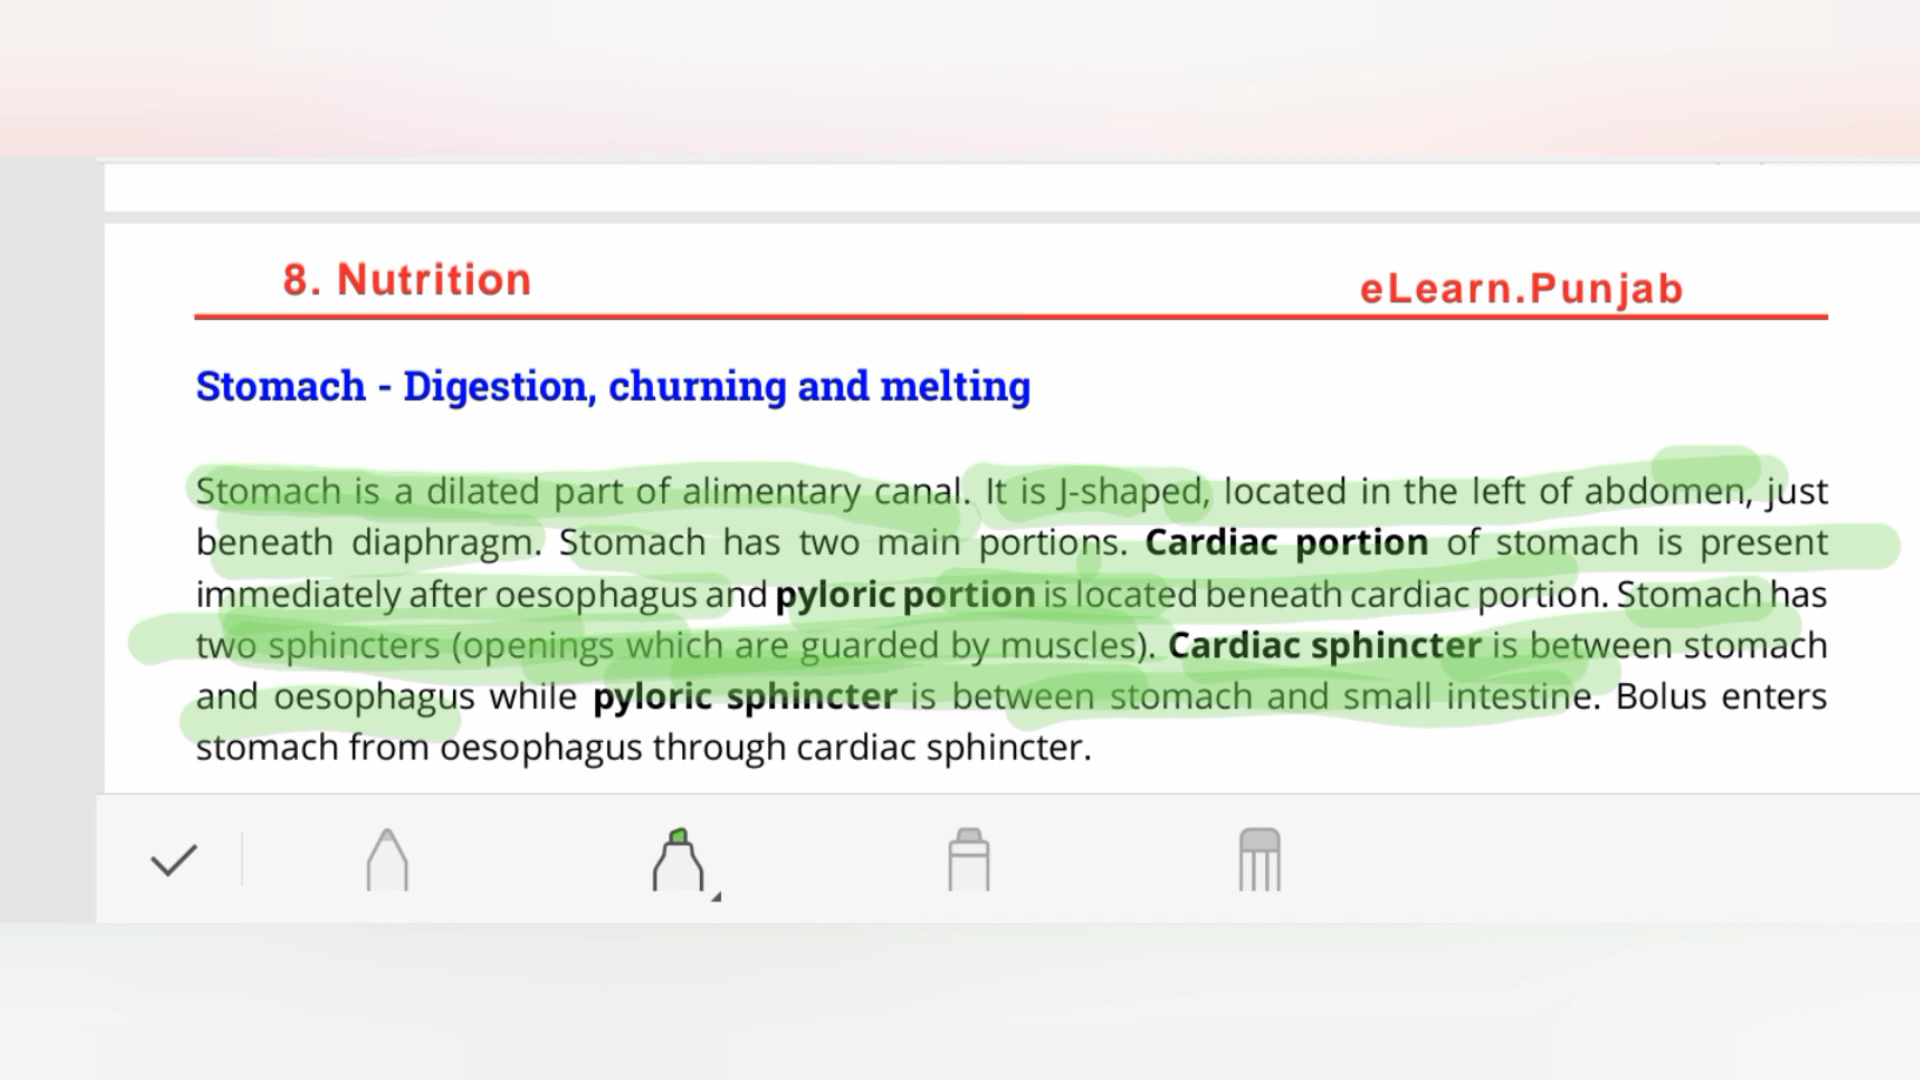 8. Nutrition
eLearn.Punjab
Stomach - Digestion, churning and melting
Stomach is a dilated part of alimentary canal. It is J-shaped, located in the left of abdomen, just
beneath diaphragm. Stomach has two main portions. Cardiac portion of stomach is present
immediately after oesophagus and pyloric portion is located beneath cardiac portion. Stomach has
two sphincters (openings which are guarded by muscles). Cardiac sphincter is between stomach
and oesophagus while pyloric sphincter is between stomach and small intestine. Bolus enters
stomach from oesophagus through cardiac sphincter.